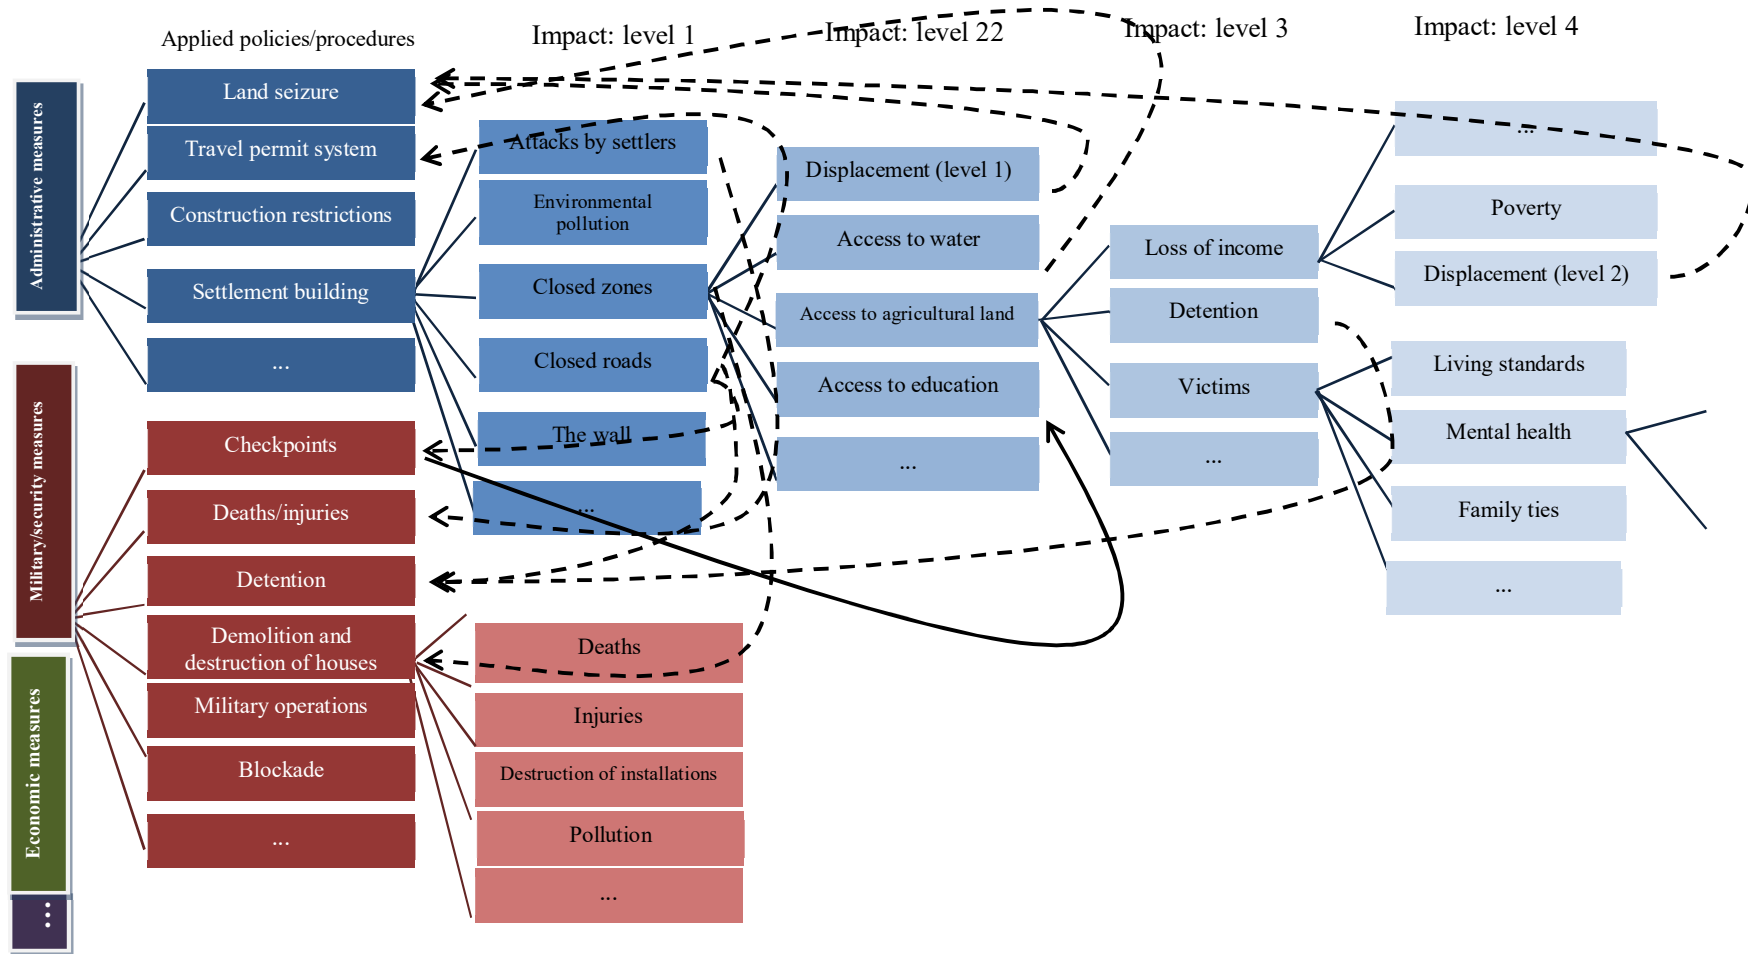 Applied policies/procedures
Impact: level 1
Impact: level 22
Impact: level 3
Impact: level 4
Administrative measures
Land seizure
Travel permit system
Construction restrictions
Settlement building
...
Attacks by settlers
Environmental
pollution
Closed zones
Closed roads
The wall
...
Displacement (level 1)
Access to water
Access to agricultural land
Access to education
...
Loss of income
Detention
Victims
...
...
Poverty
Displacement (level 2)
Living standards
Mental health
Family ties
...
Military/security measures
Checkpoints
Deaths/injuries
Detention
Demolition and
destruction of houses
Military operations
Blockade
...
Deaths
Injuries
Destruction of installations
Pollution
...
Economic measures
...